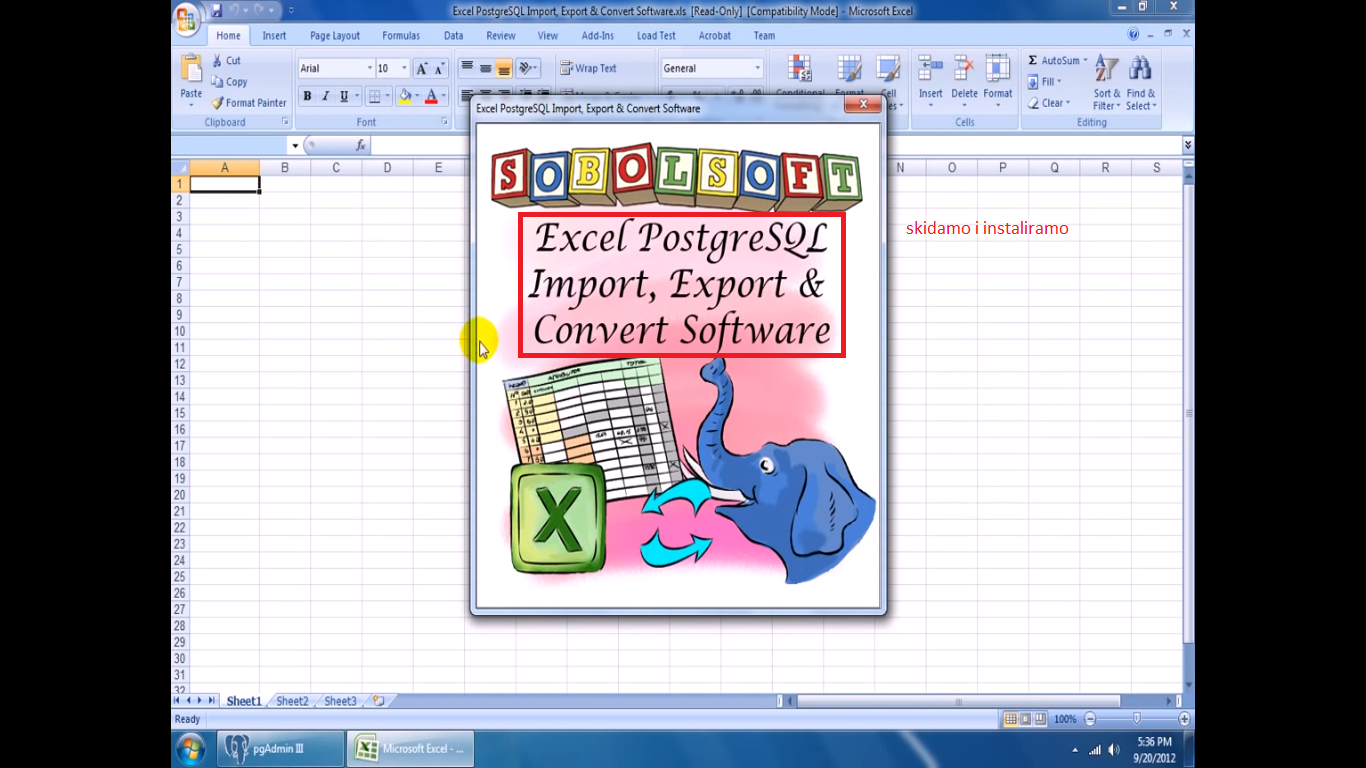 Excel PostgreSQL Import, Export & Convert Software.xls [Read-Only] [Compatibility Mode] - Microsoft Excel
Home Insert Page Layout Formulas Data Review View Add-Ins Load Test Acrobat Team
Paste
Cut
Copy
Format Painter
Clipboard
Arial 10
B I U
Font
Wrap Text
General
Insert Delete Format
Cells
AutoSum
Fill
Clear
Sort & Filter
Find & Select
Editing
Excel PostgreSQL Import, Export & Convert Software
SOBOLSOFT
Excel PostgreSQL
Import, Export &
Convert Software
X
skidamo i instaliramo
A B C D E N O P Q R S
1
2
3
4
5
6
7
8
9
10
11
12
13
14
15
16
17
18
19
20
21
22
23
24
25
26
27
28
29
30
31
32
Sheet1 Sheet2 Sheet3
Ready
100%
pgAdmin III
Microsoft Excel - ...
5:36 PM
9/20/2012